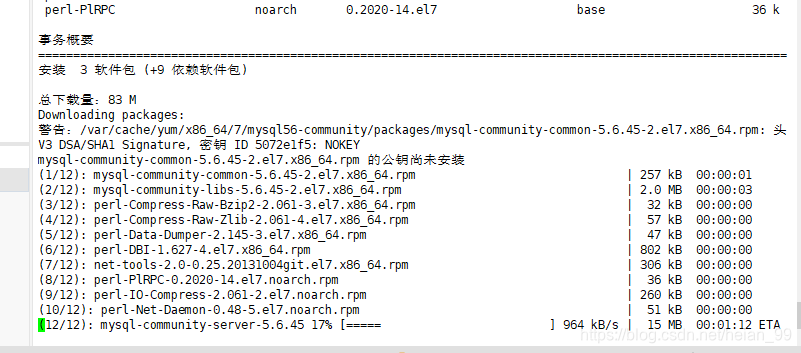 perl-PlRPC noarch 0.2020-14.el7 base 36 k
事务概要
================================================================================
安装 3 软件包 (+9 依赖软件包)
总下载量：83 M
Downloading packages:
警告：/var/cache/yum/x86_64/7/mysql56-community/packages/mysql-community-common-5.6.45-2.el7.x86_64.rpm: 头
V3 DSA/SHA1 Signature, 密钥 ID 5072e1f5: NOKEY
mysql-community-common-5.6.45-2.el7.x86_64.rpm 的公钥尚未安装
(1/12): mysql-community-common-5.6.45-2.el7.x86_64.rpm | 257 kB 00:00:01
(2/12): mysql-community-libs-5.6.45-2.el7.x86_64.rpm | 2.0 MB 00:00:03
(3/12): perl-Compress-Raw-Bzip2-2.061-3.el7.x86_64.rpm | 32 kB 00:00:00
(4/12): perl-Compress-Raw-Zlib-2.061-4.el7.x86_64.rpm | 57 kB 00:00:00
(5/12): perl-Data-Dumper-2.145-3.el7.x86_64.rpm | 47 kB 00:00:00
(6/12): perl-DBI-1.627-4.el7.x86_64.rpm | 802 kB 00:00:00
(7/12): net-tools-2.0-0.25.20131004git.el7.x86_64.rpm | 306 kB 00:00:00
(8/12): perl-PlRPC-0.2020-14.el7.noarch.rpm | 36 kB 00:00:00
(9/12): perl-IO-Compress-2.061-2.el7.noarch.rpm | 260 kB 00:00:00
(10/12): perl-Net-Daemon-0.48-5.el7.noarch.rpm | 51 kB 00:00:00
(12/12): mysql-community-server-5.6.45 17% [===== ] 964 kB/s | 15 MB 00:01:12 ETA
https://blog.csdn.net/helan_99